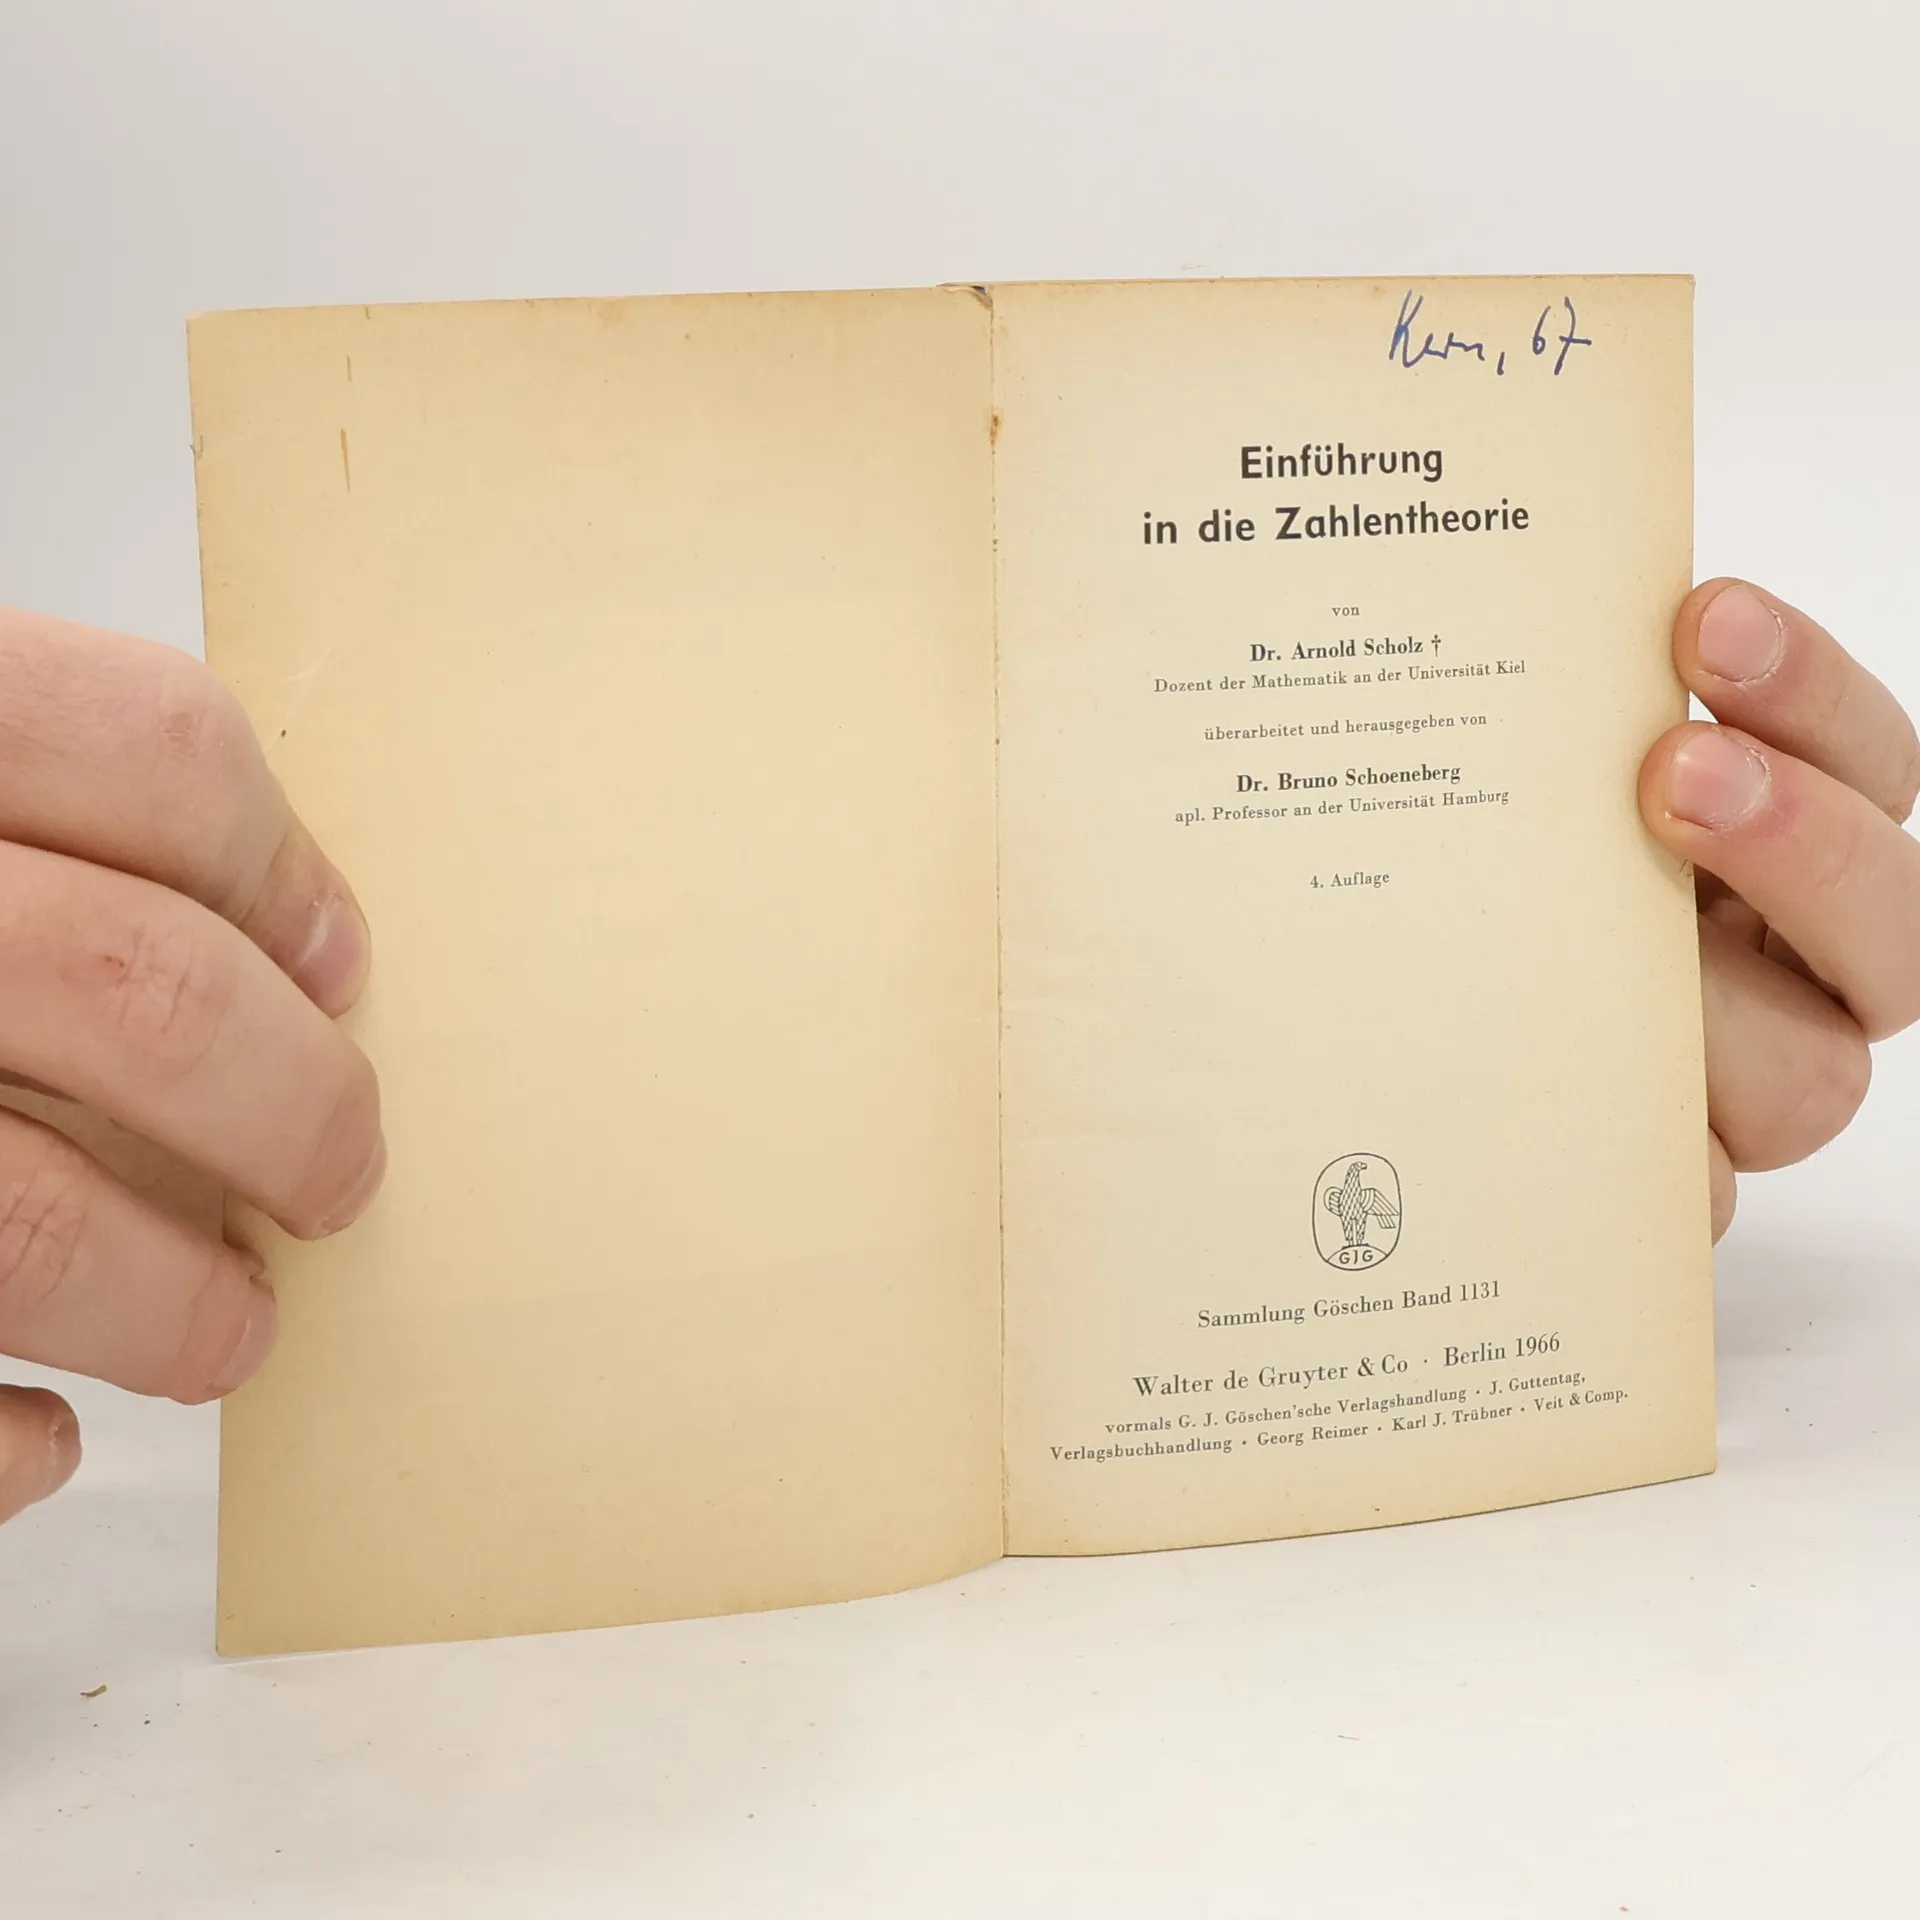 Kern, 67
Einführung
in die Zahlentheorie
von
Dr. Arnold Scholz †
Dozent der Mathematik an der Universität Kiel
überarbeitet und herausgegeben von
Dr. Bruno Schoeneberg
apl. Professor an der Universität Hamburg
4. Auflage
GJG
Sammlung Göschen Band 1131
Walter de Gruyter & Co · Berlin 1966
vormals G. J. Göschen’sche Verlagshandlung · J. Guttentag,
Verlagsbuchhandlung · Georg Reimer · Karl J. Trübner · Veit & Comp.